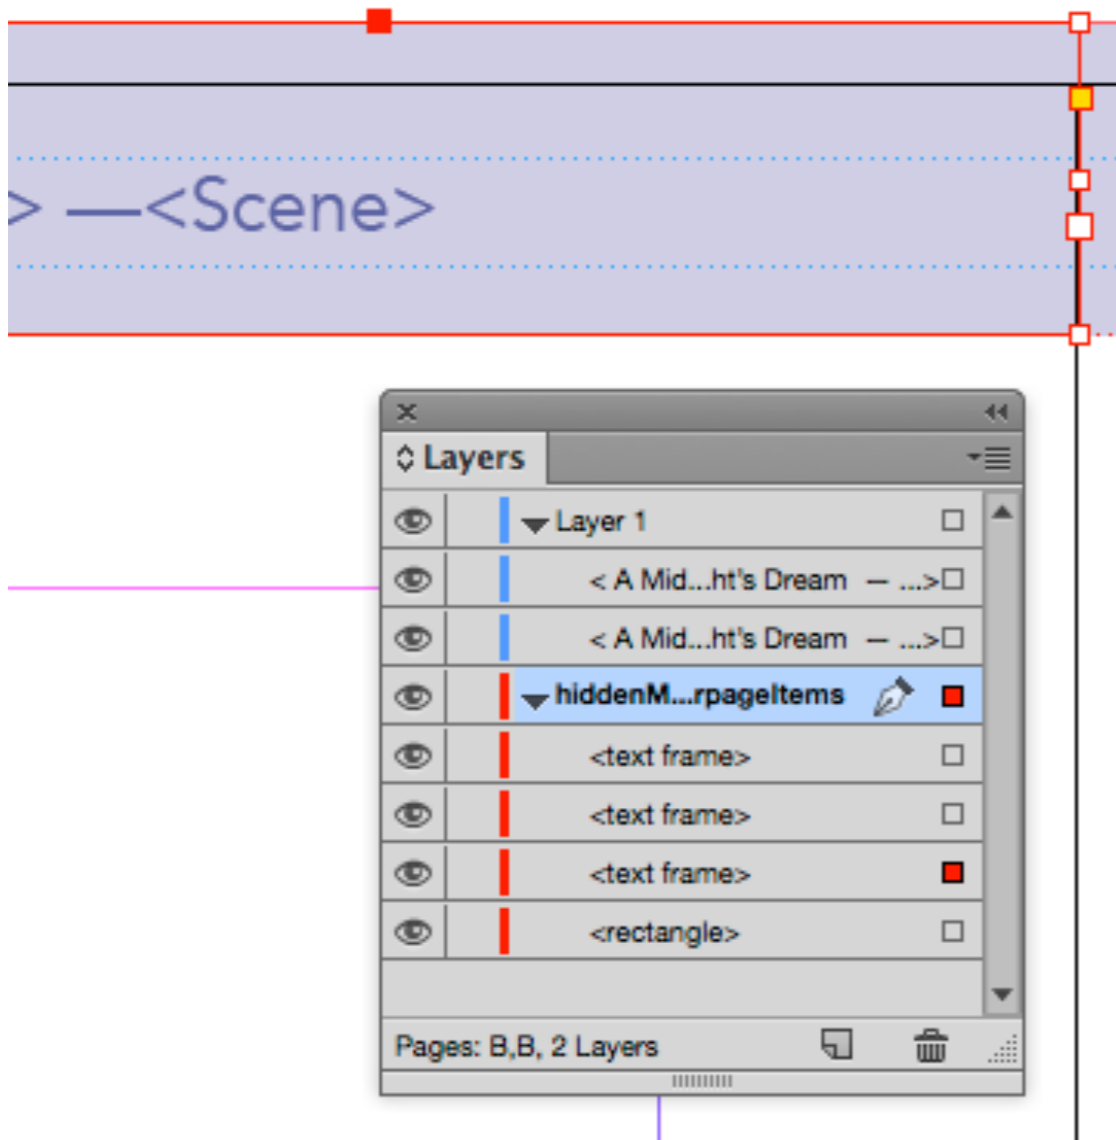 > —<Scene>
Layers
Layer 1
< A Mid...ht's Dream — ...>
< A Mid...ht's Dream — ...>
hiddenM...rpageItems
<text frame>
<text frame>
<text frame>
<rectangle>
Pages: B,B, 2 Layers